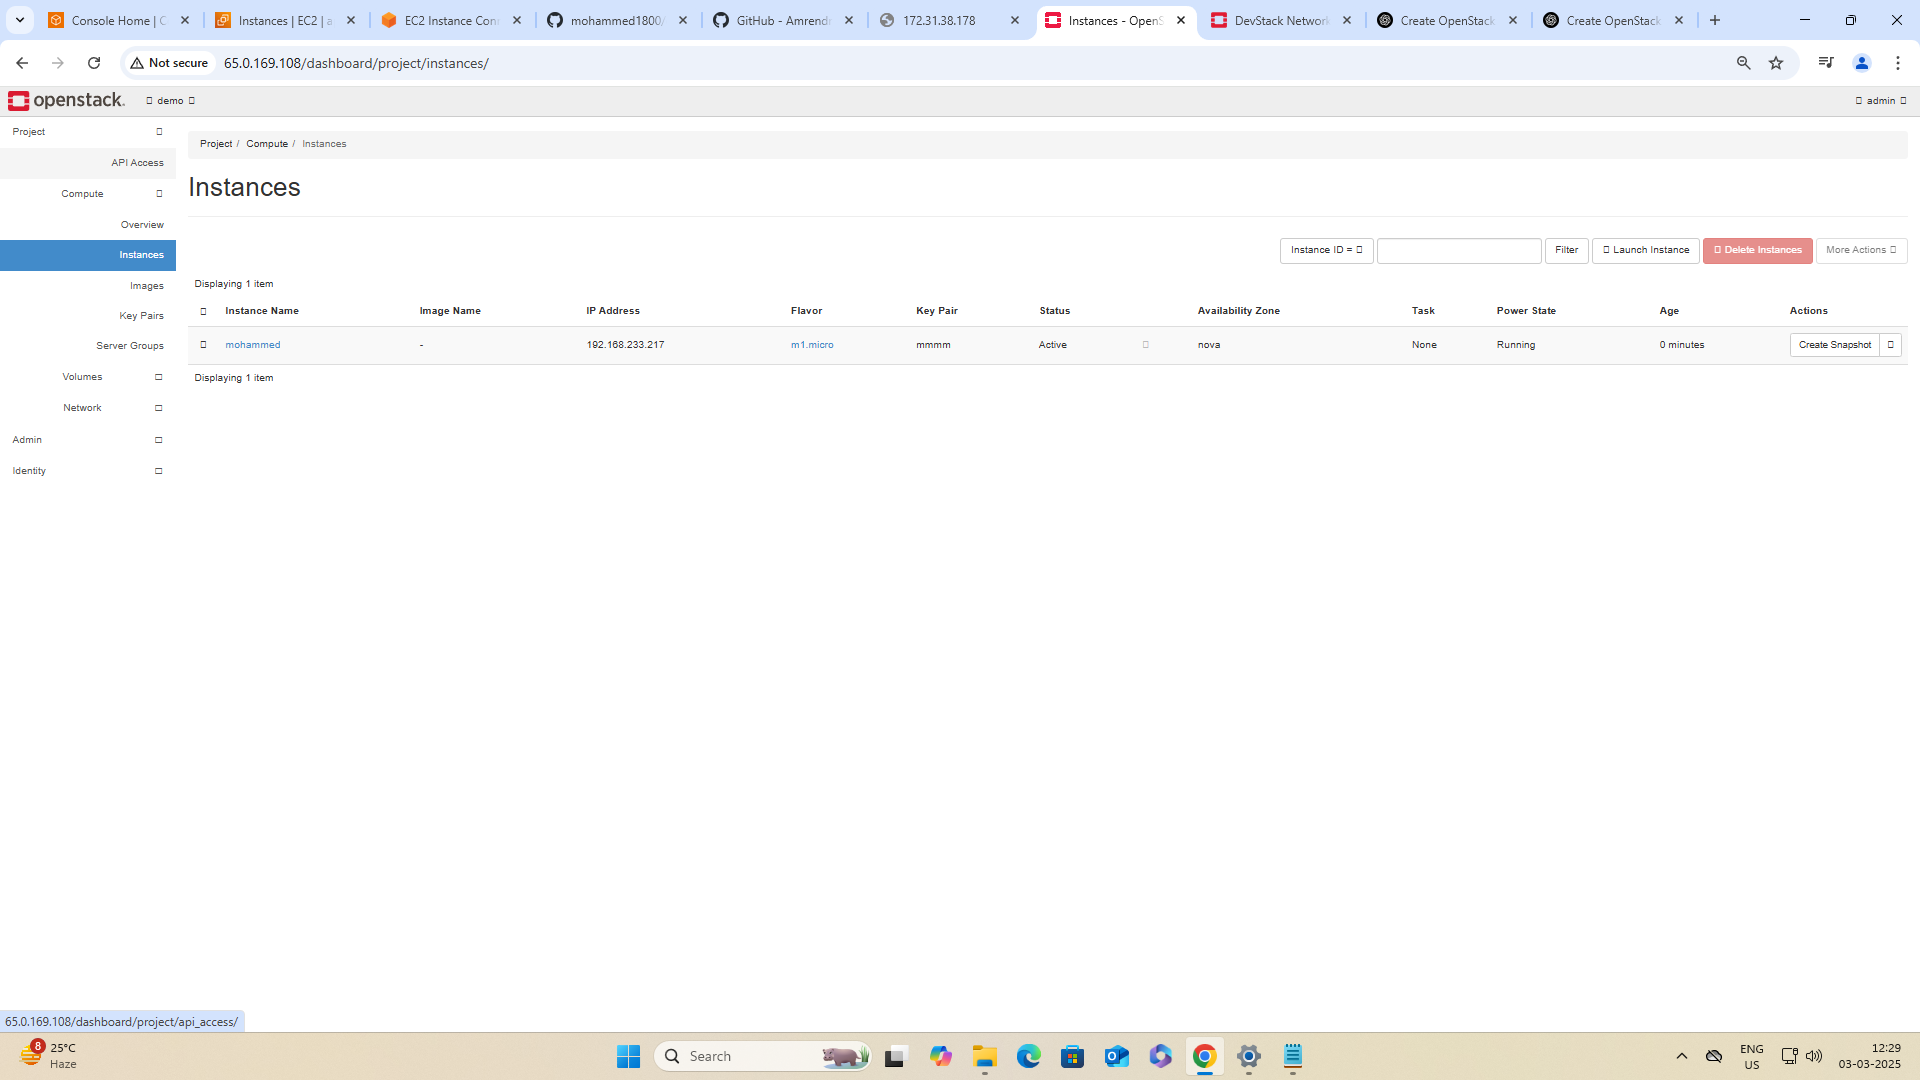 Console Home | C
Instances | EC2 | a
EC2 Instance Conn
mohammed1800/
GitHub - Amrendr
172.31.38.178
Instances - OpenS
DevStack Network
Create OpenStack
Create OpenStack
Not secure
65.0.169.108/dashboard/project/instances/
openstack.
demo
admin
Project
API Access
Compute
Overview
Instances
Images
Key Pairs
Server Groups
Volumes
Network
Admin
Identity
Project / Compute / Instances
Instances
Instance ID =
Filter
Launch Instance
Delete Instances
More Actions
Displaying 1 item
Instance Name Image Name IP Address Flavor Key Pair Status Availability Zone Task Power State Age Actions
mohammed - 192.168.233.217 m1.micro mmmm Active nova None Running 0 minutes Create Snapshot
Displaying 1 item
65.0.169.108/dashboard/project/api_access/
8
25°C
Haze
Search
ENG
US
12:29
03-03-2025